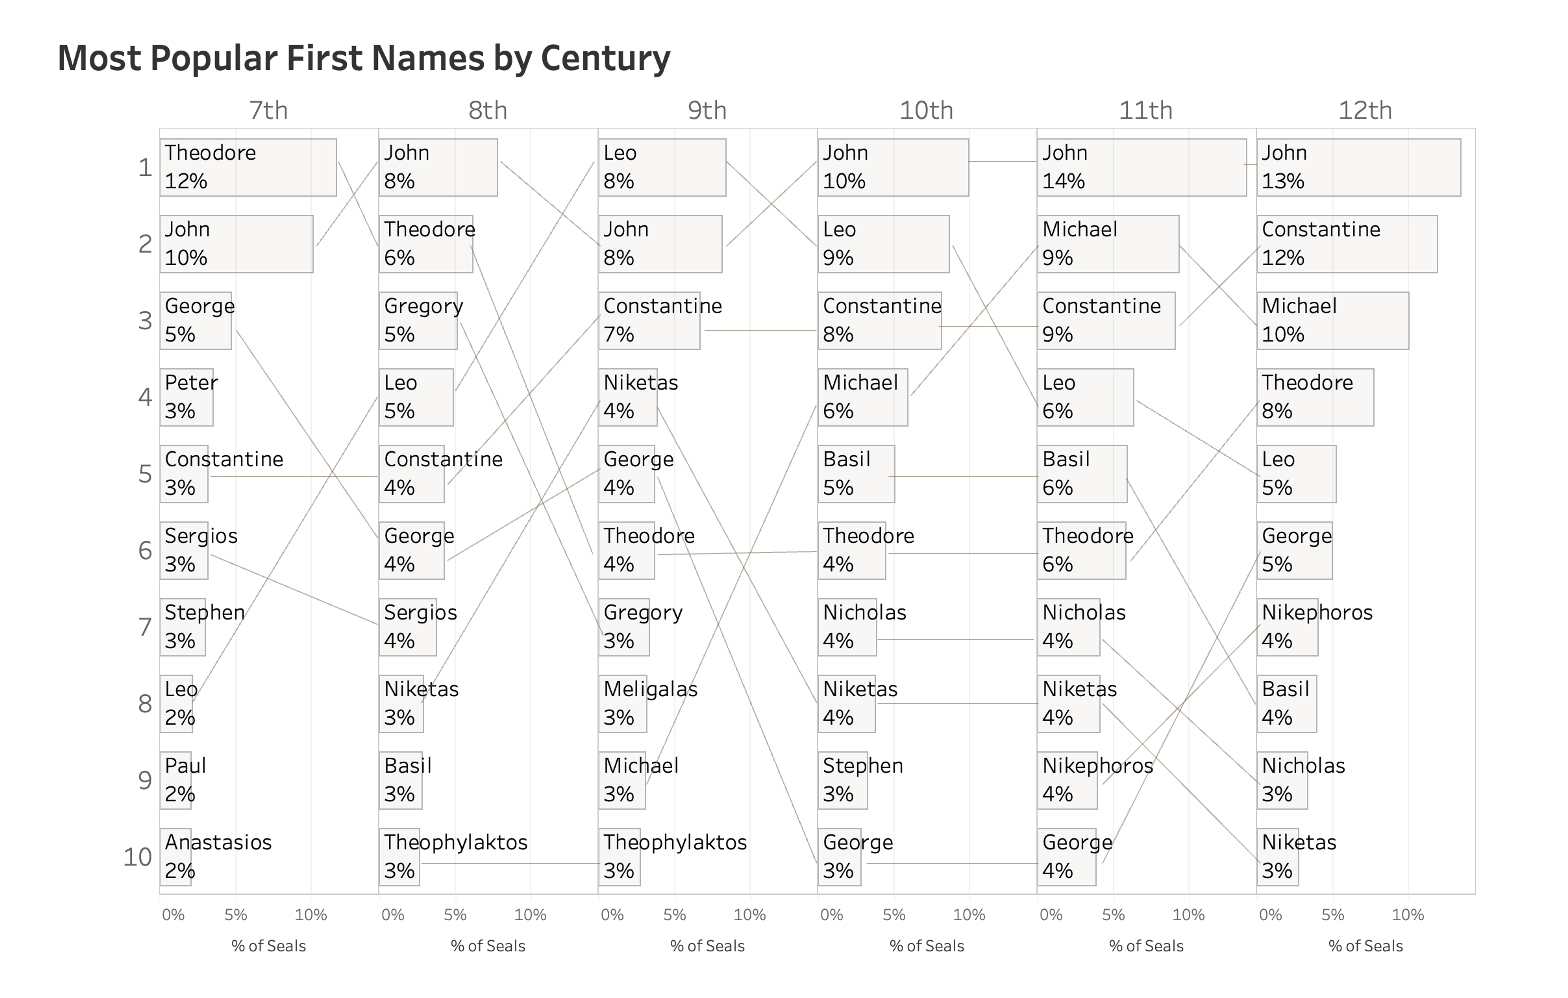 Most Popular First Names by Century
7th 8th 9th 10th 11th 12th
1 Theodore John Leo John John John
12% 8% 8% 10% 14% 13%
2 John Theodore John Leo Michael Constantine
10% 6% 8% 9% 9% 12%
3 George Gregory Constantine Constantine Constantine Michael
5% 5% 7% 8% 9% 10%
4 Peter Leo Niketas Michael Leo Theodore
3% 5% 4% 6% 6% 8%
5 Constantine Constantine George Basil Basil Leo
3% 4% 4% 5% 6% 5%
6 Sergios George Theodore Theodore Theodore George
3% 4% 4% 4% 6% 5%
7 Stephen Sergios Gregory Nicholas Nicholas Nikephoros
3% 4% 3% 4% 4% 4%
8 Leo Niketas Meligalas Niketas Niketas Basil
2% 3% 3% 4% 4% 4%
9 Paul Basil Michael Stephen Nikephoros Nicholas
2% 3% 3% 3% 4% 3%
10 Anastasios Theophylaktos Theophylaktos George George Niketas
2% 3% 3% 3% 4% 3%
0% 5% 10% 0% 5% 10% 0% 5% 10% 0% 5% 10% 0% 5% 10% 0% 5% 10%
% of Seals % of Seals % of Seals % of Seals % of Seals % of Seals